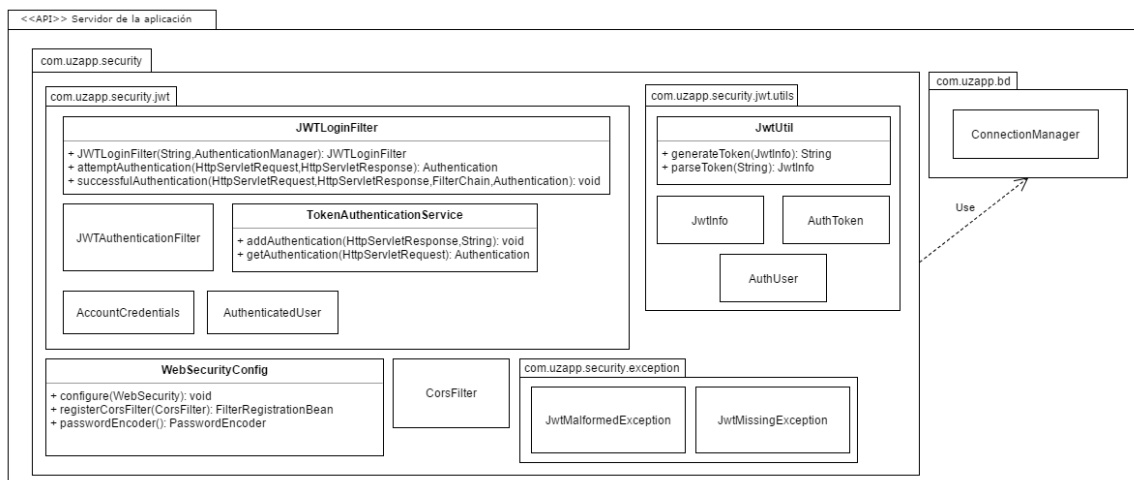 <<API>> Servidor de la aplicación
com.uzapp.security
com.uzapp.security.jwt
JWTLoginFilter
+ JWTLoginFilter(String,AuthenticationManager): JWTLoginFilter
+ attemptAuthentication(HttpServletRequest,HttpServletResponse): Authentication
+ successfulAuthentication(HttpServletRequest,HttpServletResponse,FilterChain,Authentication): void
JWTAuthenticationFilter
TokenAuthenticationService
+ addAuthentication(HttpServletResponse,String): void
+ getAuthentication(HttpServletRequest): Authentication
AccountCredentials
AuthenticatedUser
com.uzapp.security.jwt.utils
JwtUtil
+ generateToken(JwtInfo): String
+ parseToken(String): JwtInfo
JwtInfo
AuthToken
AuthUser
com.uzapp.bd
ConnectionManager
Use
WebSecurityConfig
+ configure(WebSecurity): void
+ registerCorsFilter(CorsFilter): FilterRegistrationBean
+ passwordEncoder(): PasswordEncoder
CorsFilter
com.uzapp.security.exception
JwtMalformedException
JwtMissingException